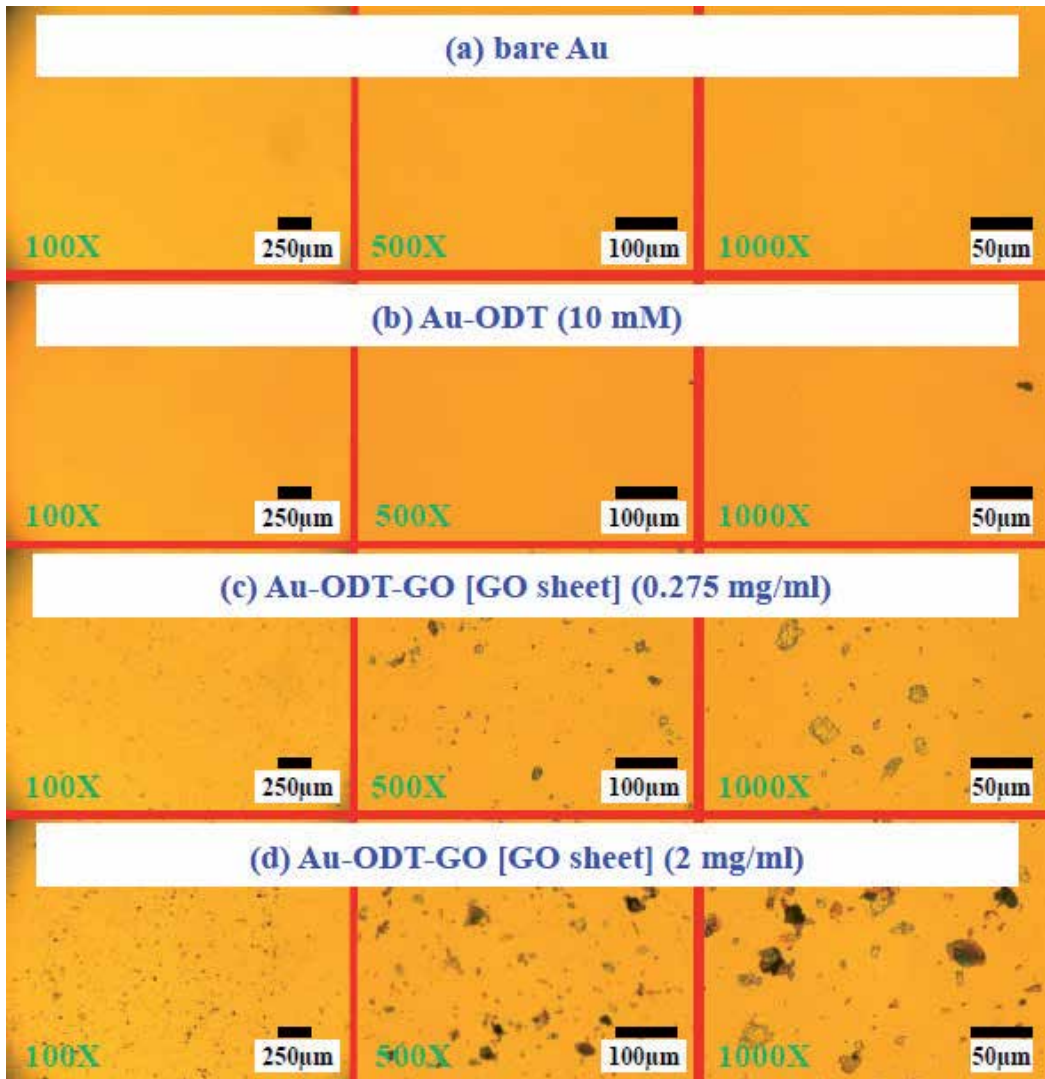 (a) bare Au
100X
250μm
500X
100μm
1000X
50μm
(b) Au-ODT (10 mM)
100X
250μm
500X
100μm
1000X
50μm
(c) Au-ODT-GO [GO sheet] (0.275 mg/ml)
100X
250μm
500X
100μm
1000X
50μm
(d) Au-ODT-GO [GO sheet] (2 mg/ml)
100X
250μm
500X
100μm
1000X
50μm